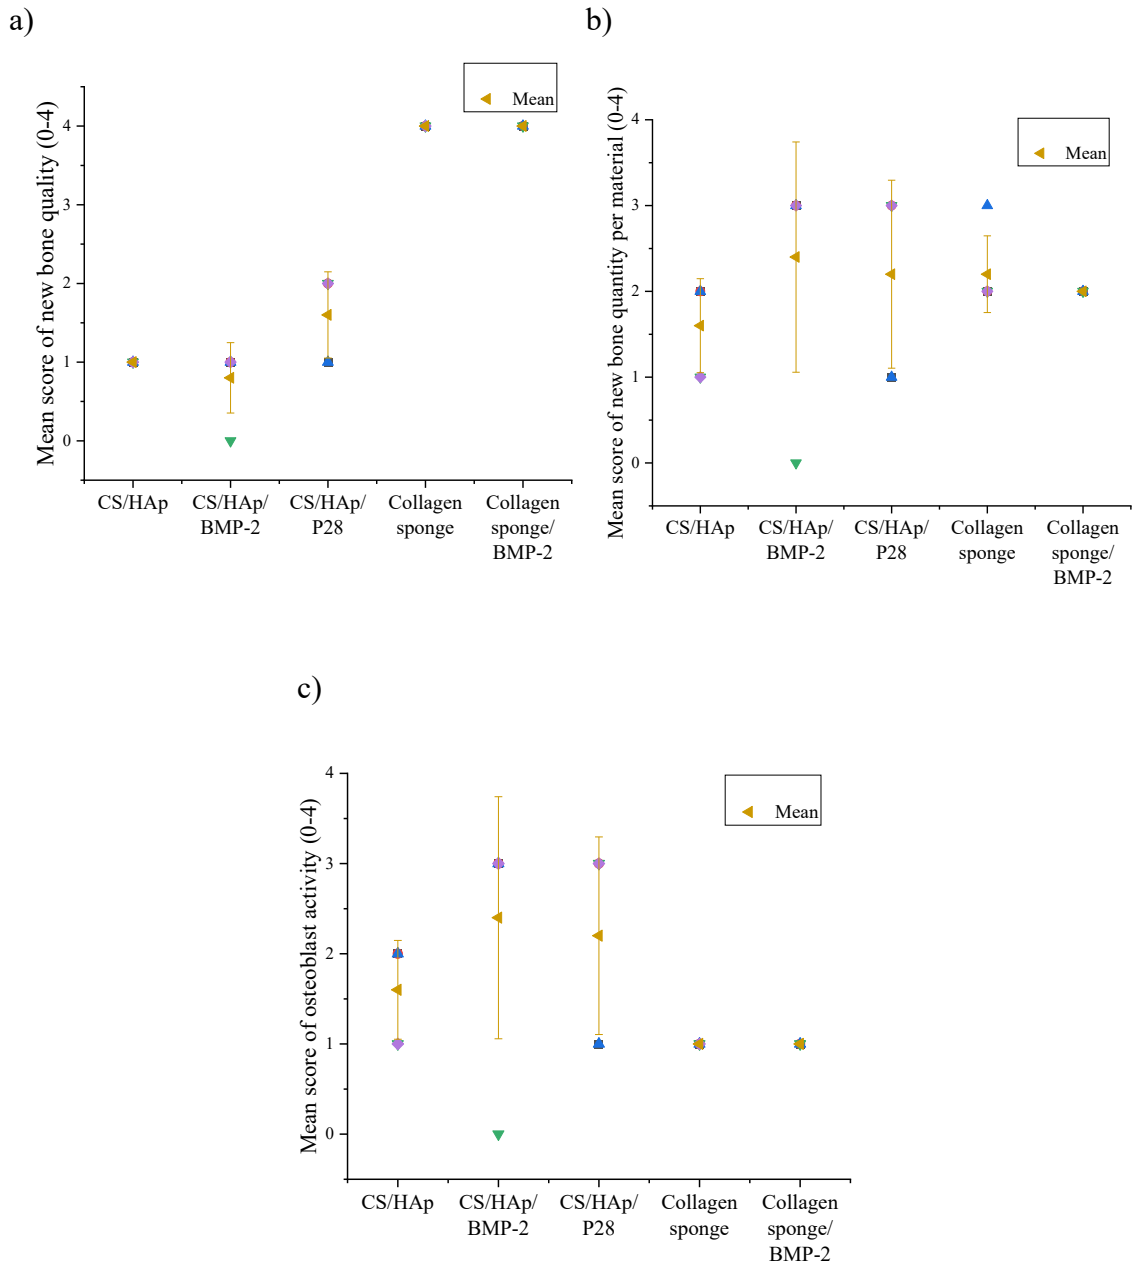 a)
Mean score of new bone quality (0-4)
4
3
2
1
0
Mean
CS/HAp
CS/HAp/
BMP-2
CS/HAp/
P28
Collagen
sponge
Collagen
sponge/
BMP-2
b)
Mean score of new bone quantity per material (0-4)
4
3
2
1
0
Mean
CS/HAp
CS/HAp/
BMP-2
CS/HAp/
P28
Collagen
sponge
Collagen
sponge/
BMP-2
c)
Mean score of osteoblast activity (0-4)
4
3
2
1
0
Mean
CS/HAp
CS/HAp/
BMP-2
CS/HAp/
P28
Collagen
sponge
Collagen
sponge/
BMP-2